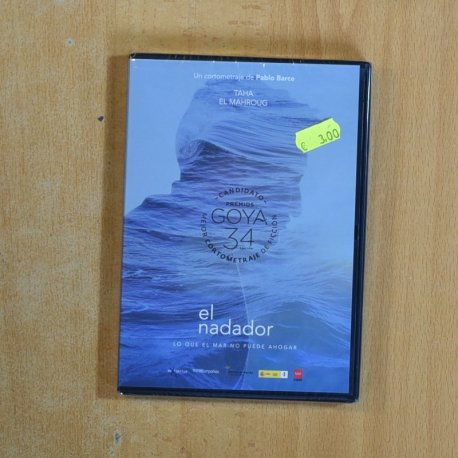 Un cortometraje de Pablo Barce
TAHA
EL MAHROUG
€ 3,00
CANDIDATO
PREMIOS
GOYA
34
MEJOR CORTOMETRAJE DE FICCIÓN
el
nadador
LO QUE EL MAR NO PUEDE AHOGAR